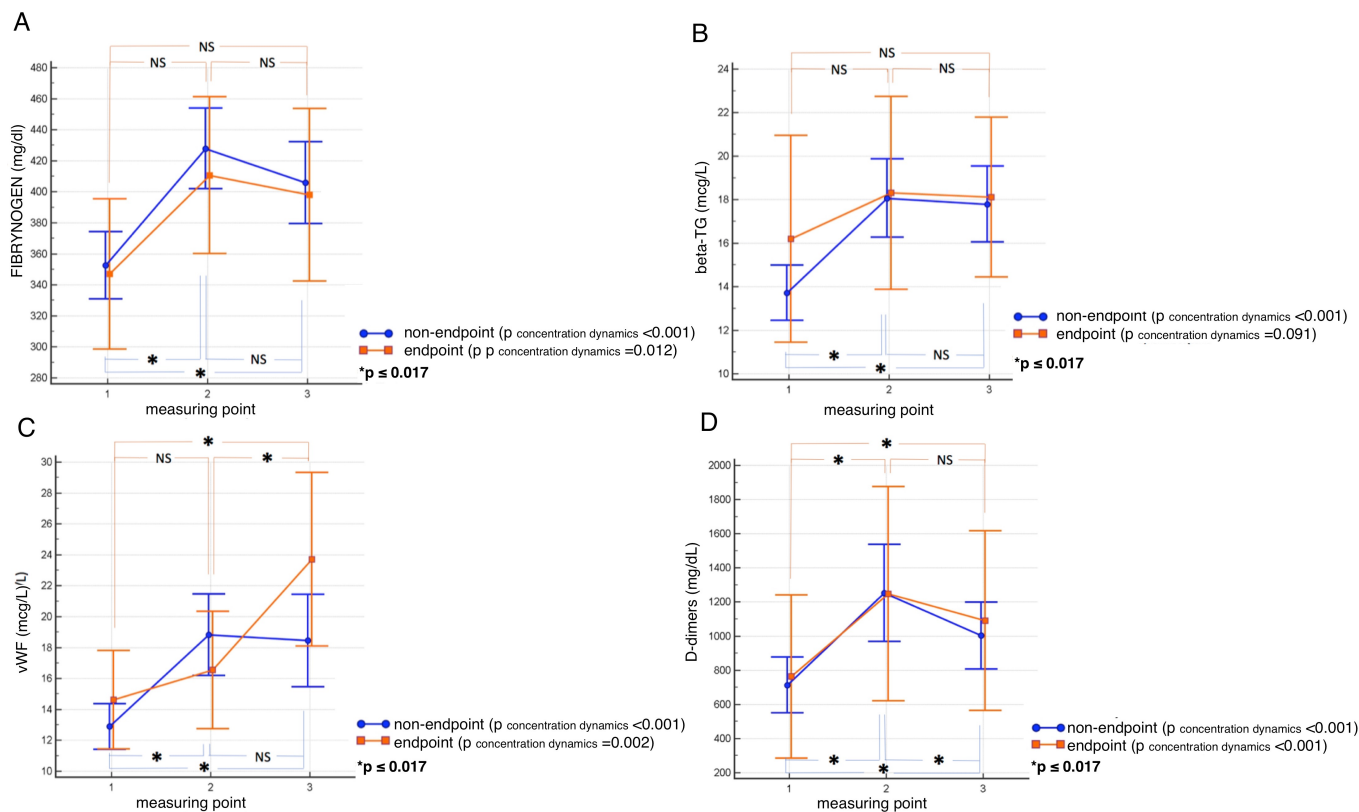 A
NS
NS
NS
FIBRYNOGEN (mg/dl)
480
460
440
420
400
380
360
340
320
300
280
* NS
*
1 2 3
measuring point
non-endpoint (p concentration dynamics <0.001)
endpoint (p p concentration dynamics =0.012)
*p ≤ 0.017
B
NS
NS
NS
beta-TG (mcg/L)
24
22
20
18
16
14
12
10
* NS
*
1 2 3
measuring point
non-endpoint (p concentration dynamics <0.001)
endpoint (p concentration dynamics =0.091)
*p ≤ 0.017
C
*
NS *
vWF (mcg/L)/L)
30
28
26
24
22
20
18
16
14
12
10
* NS
*
1 2 3
measuring point
non-endpoint (p concentration dynamics <0.001)
endpoint (p concentration dynamics =0.002)
*p ≤ 0.017
D
*
* NS
D-dimers (mg/dL)
2000
1800
1600
1400
1200
1000
800
600
400
200
* *
*
1 2 3
measuring point
non-endpoint (p concentration dynamics <0.001)
endpoint (p concentration dynamics <0.001)
*p ≤ 0.017